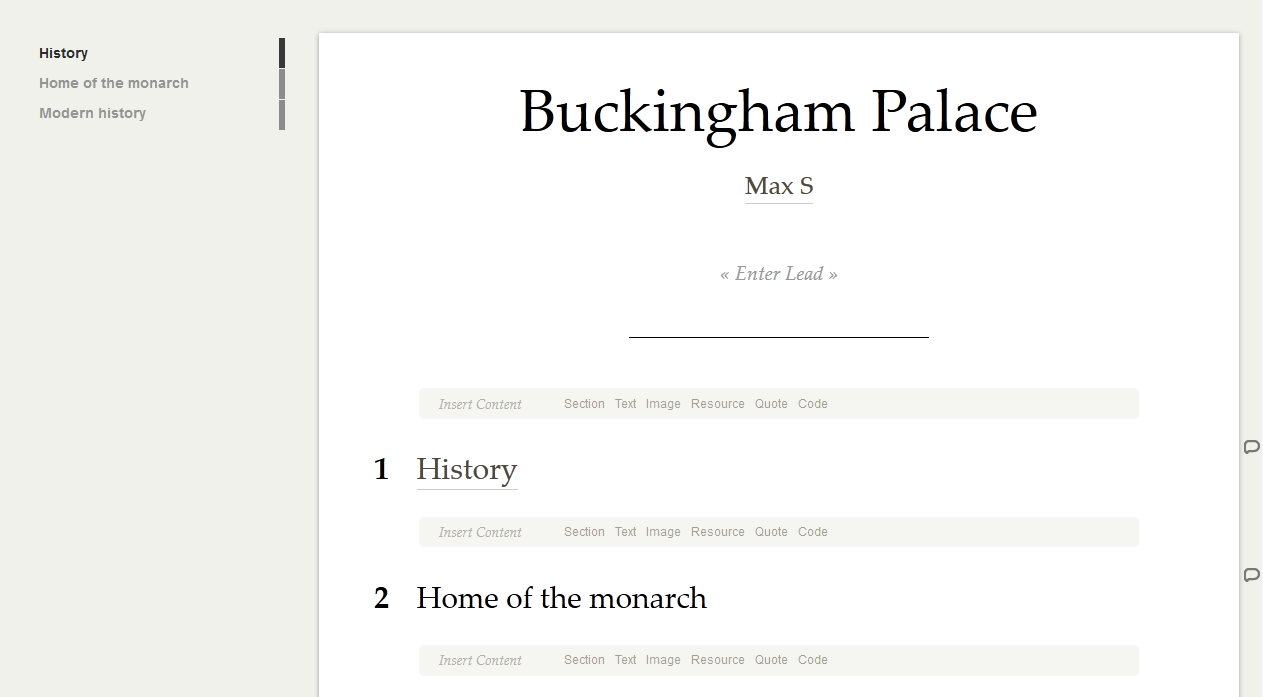 History
Home of the monarch
Modern history
Buckingham Palace
Max S
« Enter Lead »
Insert Content Section Text Image Resource Quote Code
1 History
Insert Content Section Text Image Resource Quote Code
2 Home of the monarch
Insert Content Section Text Image Resource Quote Code